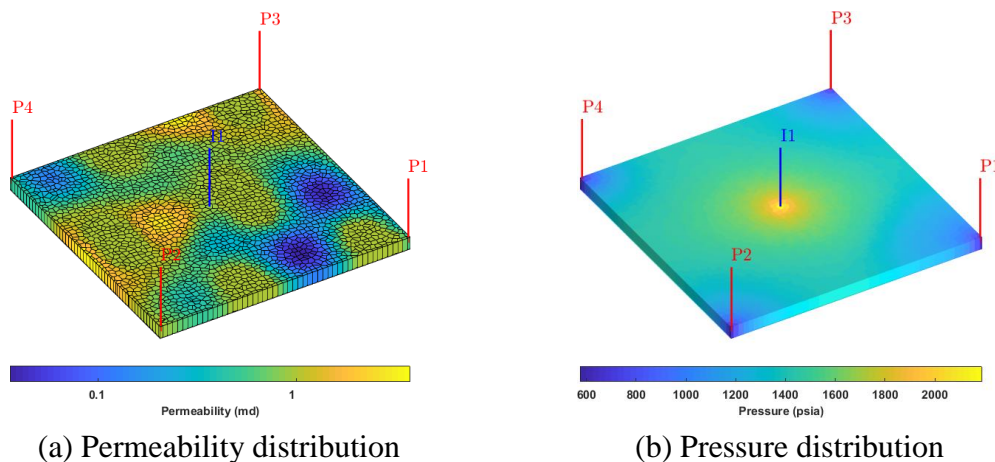 P3
P4
I1
P1
P2
0.1 1
Permeability (md)
(a) Permeability distribution
P3
P4
I1
P1
P2
600 800 1000 1200 1400 1600 1800 2000
Pressure (psia)
(b) Pressure distribution